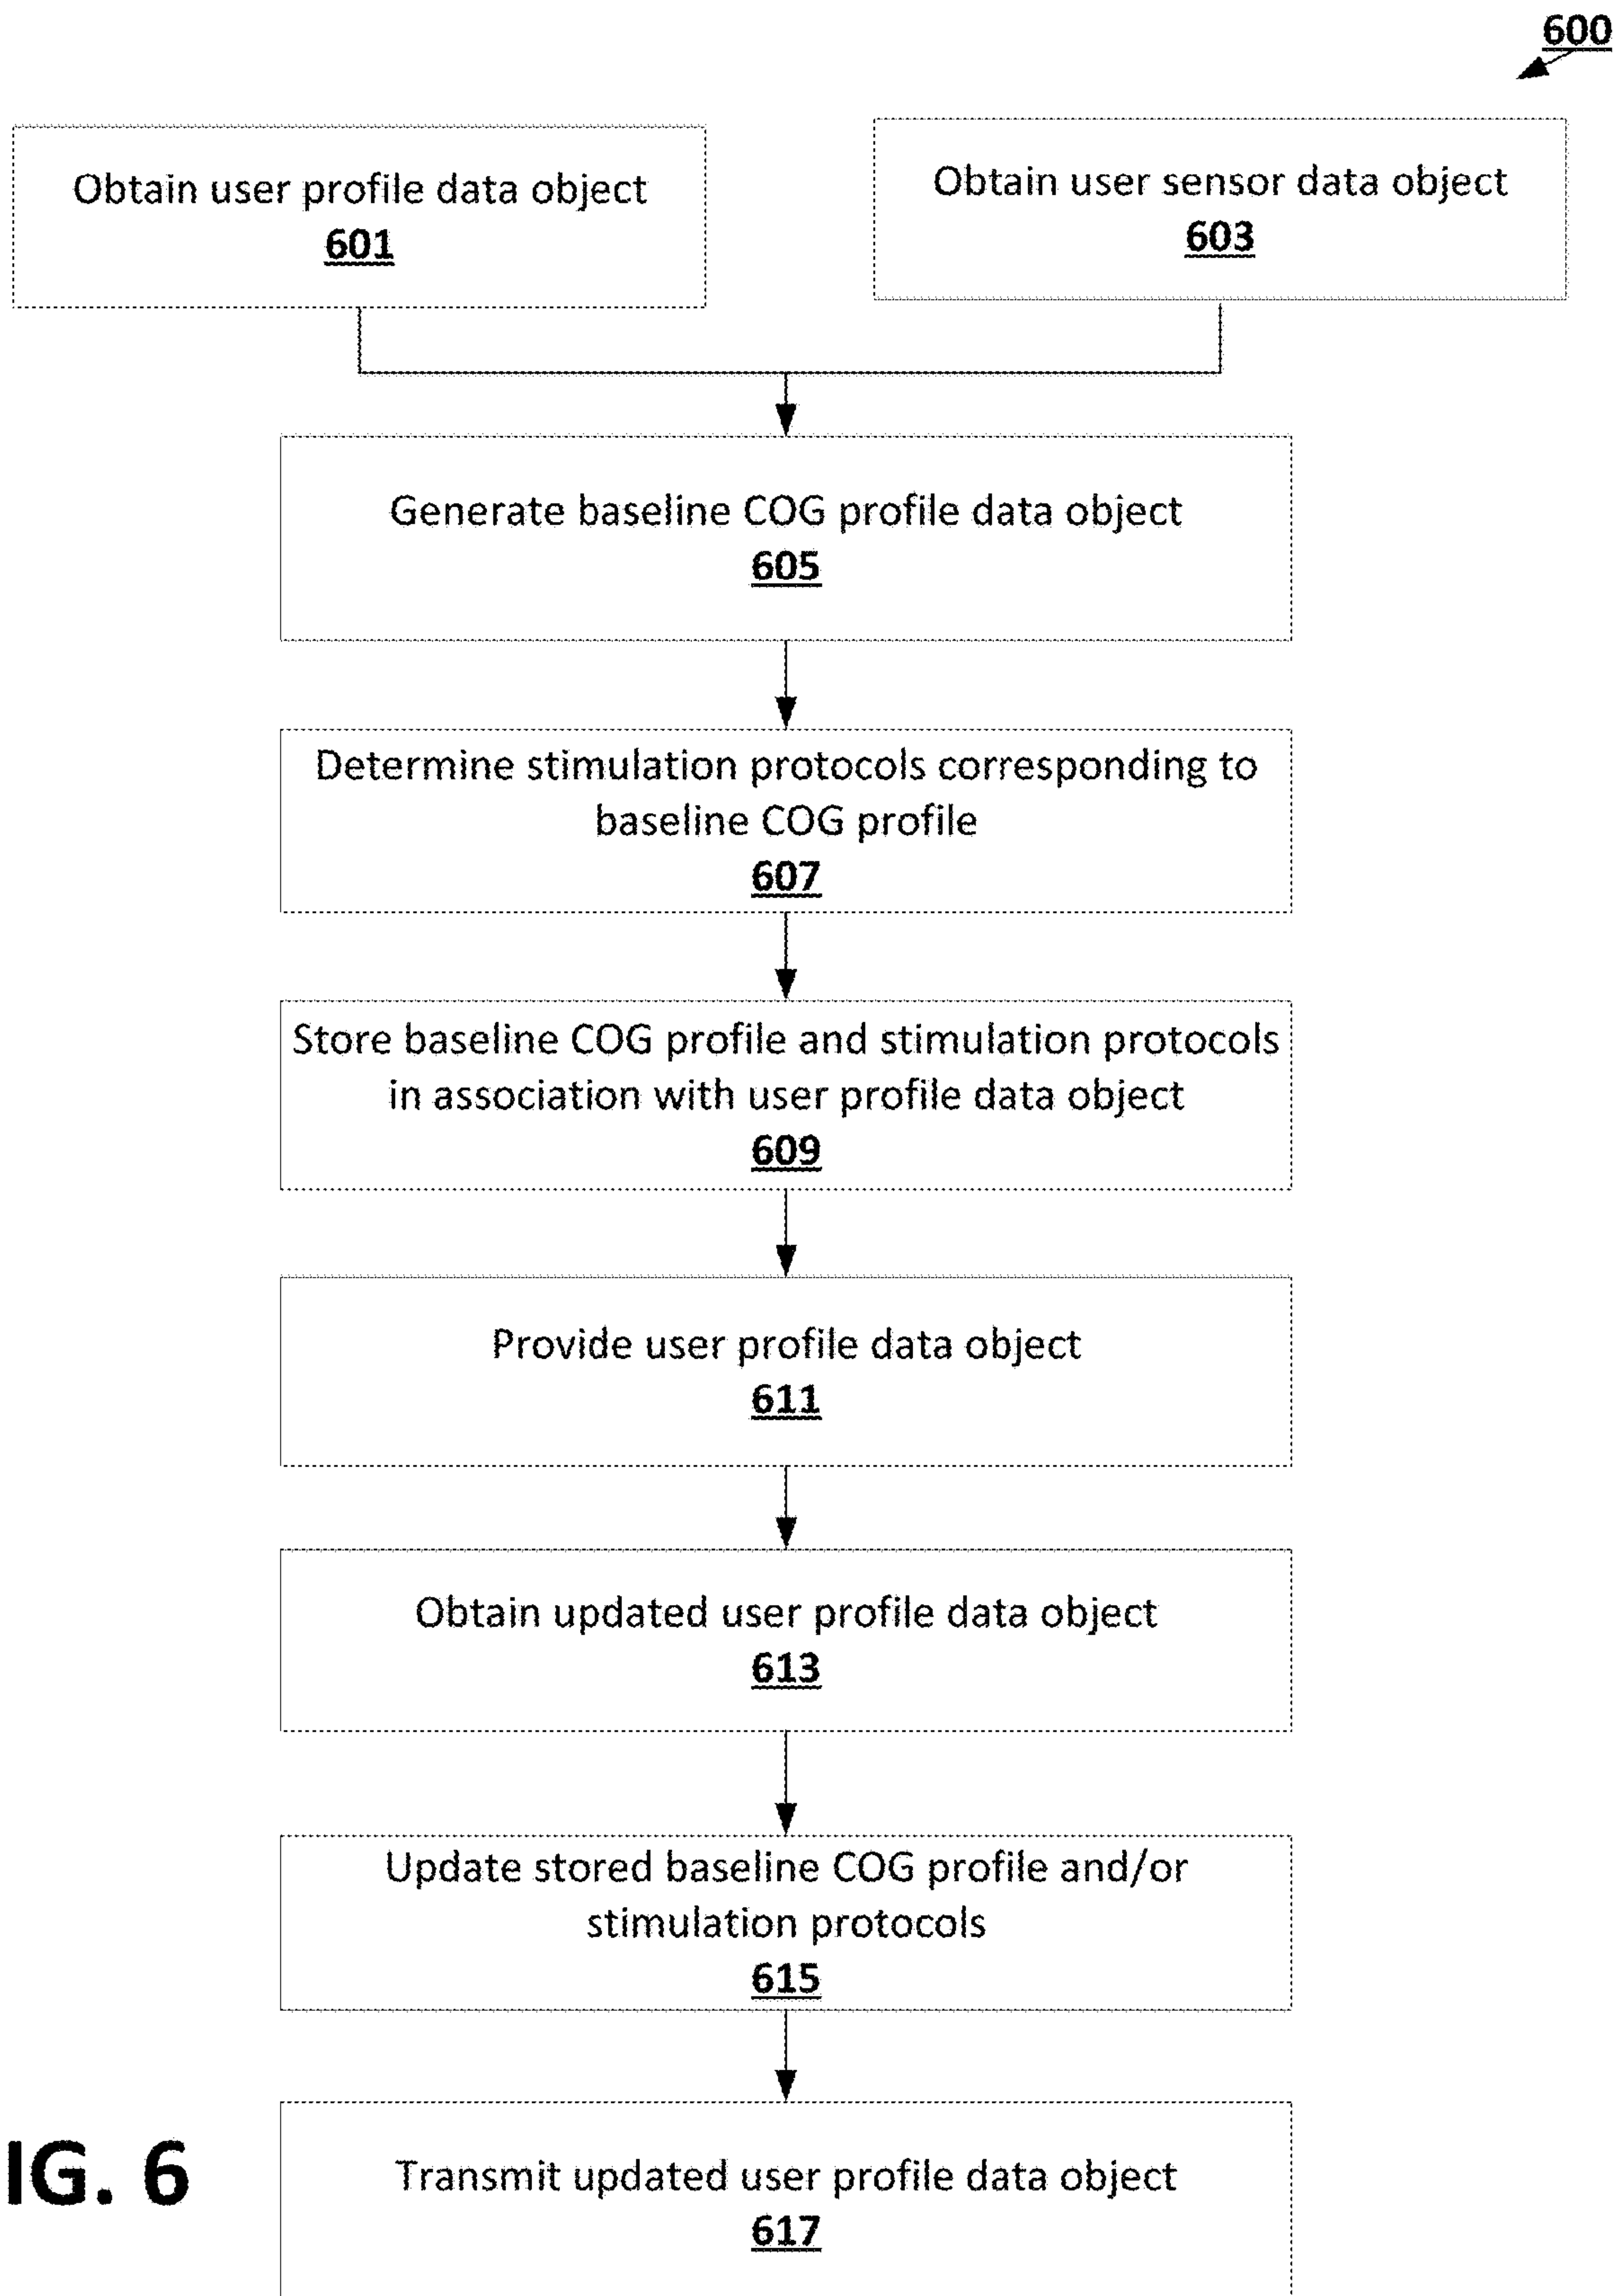 600
Obtain user profile data object
601
Obtain user sensor data object
603
Generate baseline COG profile data object
605
Determine stimulation protocols corresponding to
baseline COG profile
607
Store baseline COG profile and stimulation protocols
in association with user profile data object
609
Provide user profile data object
611
Obtain updated user profile data object
613
Update stored baseline COG profile and/or
stimulation protocols
615
Transmit updated user profile data object
617
IG. 6